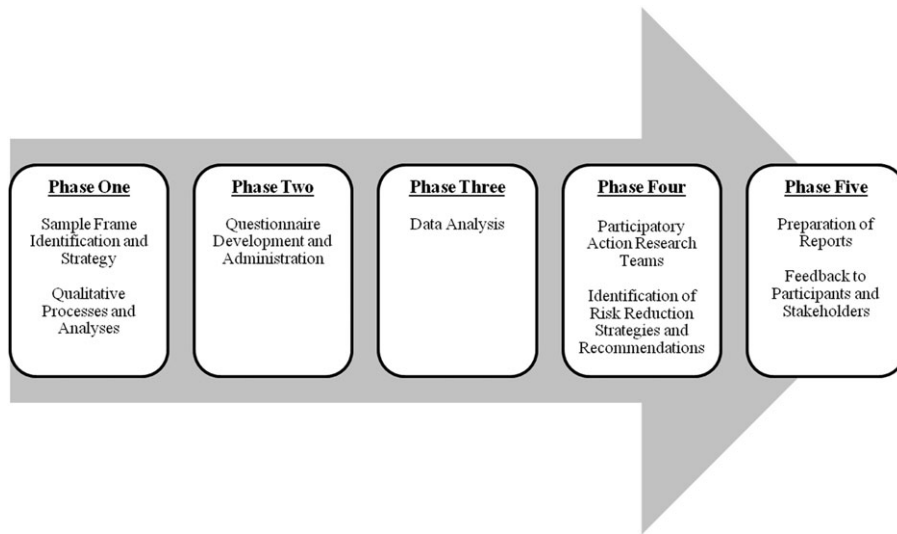 Phase One
Sample Frame
Identification and
Strategy
Qualitative
Processes and
Analyses
Phase Two
Questionnaire
Development and
Administration
Phase Three
Data Analysis
Phase Four
Participatory
Action Research
Teams
Identification of
Risk Reduction
Strategies and
Recommendations
Phase Five
Preparation of
Reports
Feedback to
Participants and
Stakeholders